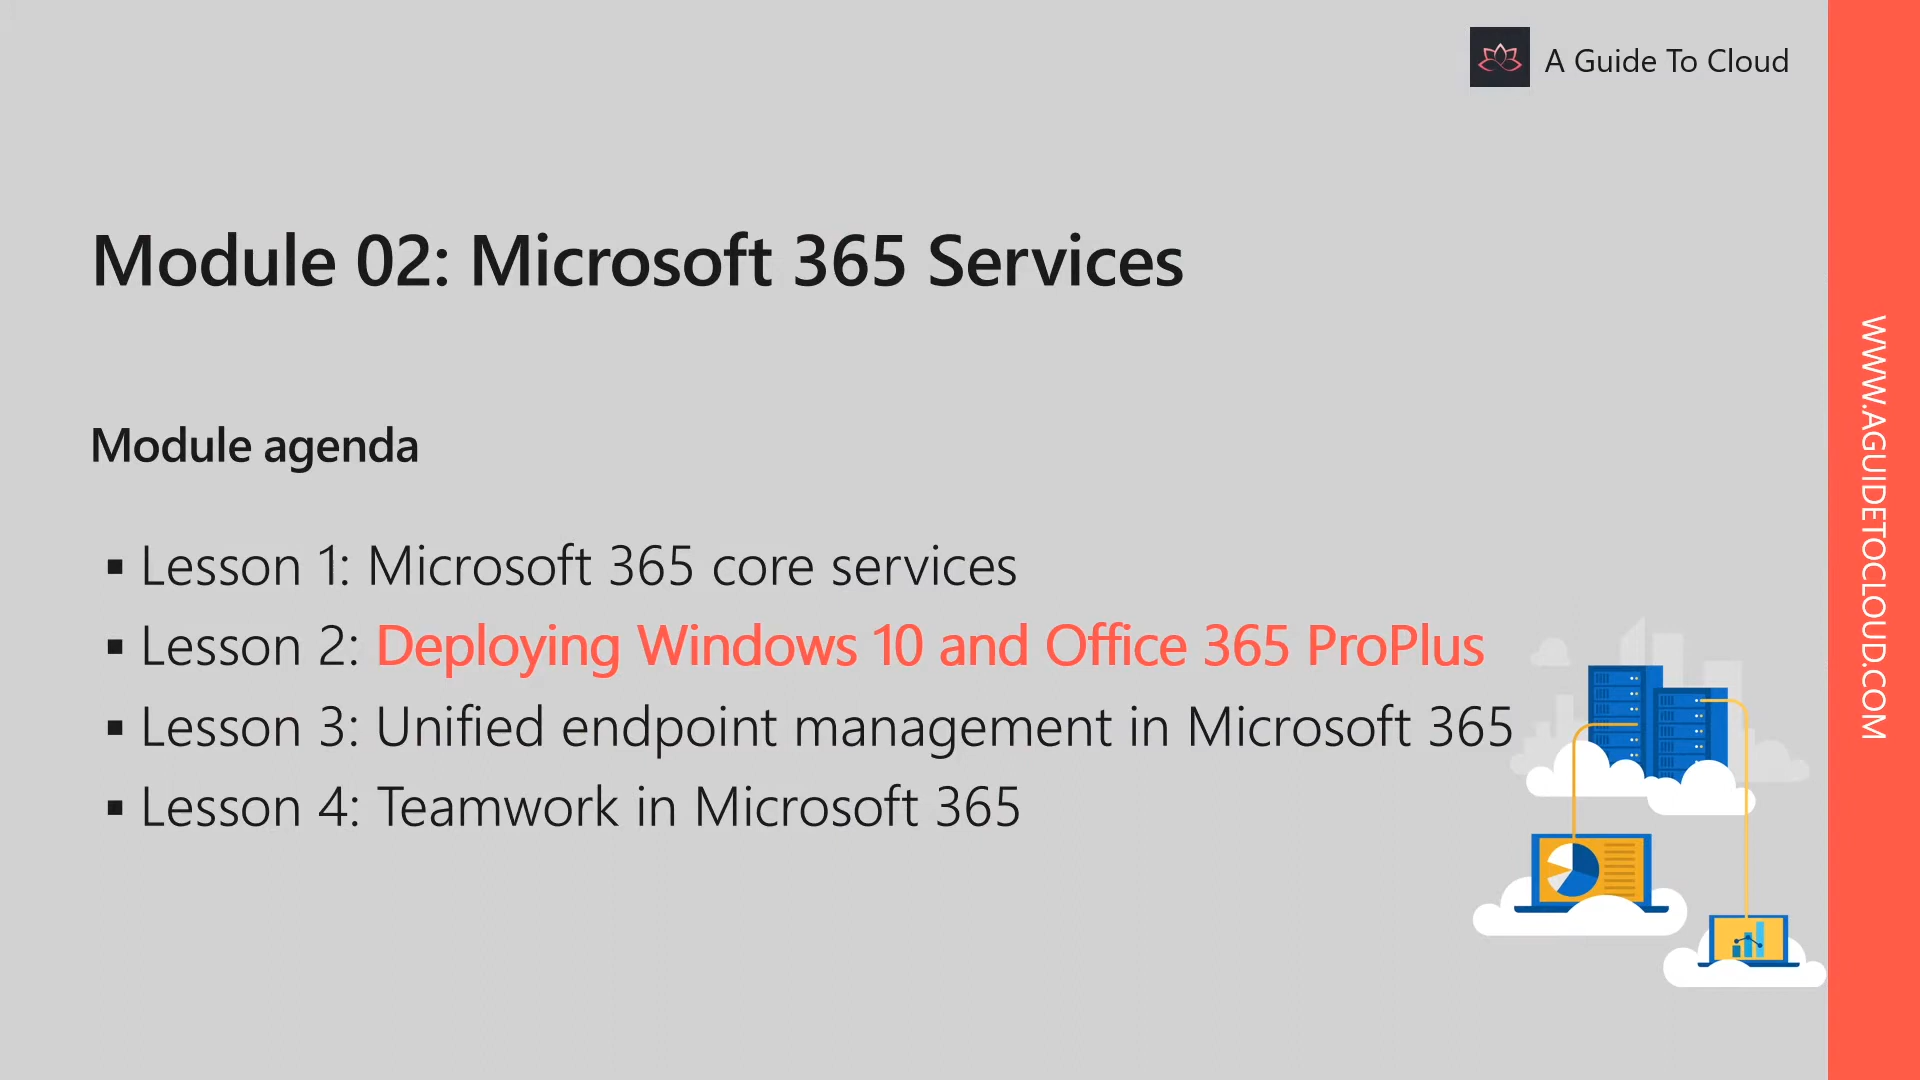 A Guide To Cloud
Module 02: Microsoft 365 Services
Module agenda
▪ Lesson 1: Microsoft 365 core services
▪ Lesson 2: Deploying Windows 10 and Office 365 ProPlus
▪ Lesson 3: Unified endpoint management in Microsoft 365
▪ Lesson 4: Teamwork in Microsoft 365
WWW.AGUIDETOCLOUD.COM